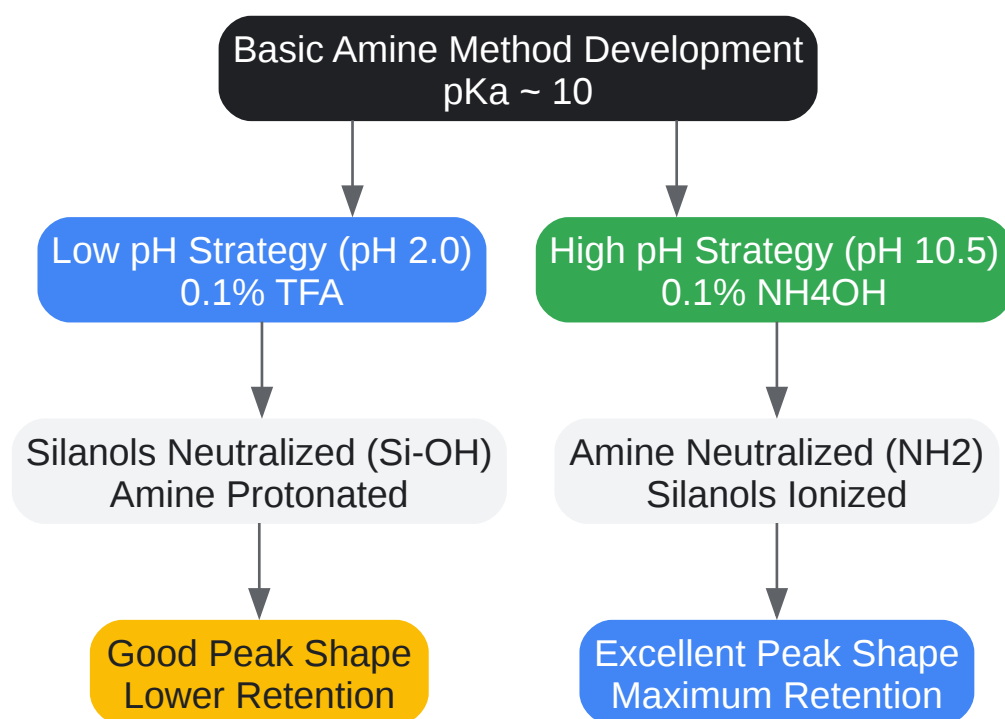 Basic Amine Method Development
pKa ~ 10
Low pH Strategy (pH 2.0)
0.1% TFA
High pH Strategy (pH 10.5)
0.1% NH4OH
Silanols Neutralized (Si-OH)
Amine Protonated
Amine Neutralized (NH2)
Silanols Ionized
Good Peak Shape
Lower Retention
Excellent Peak Shape
Maximum Retention